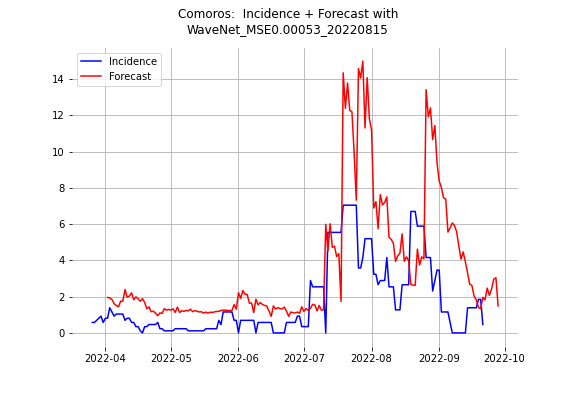 Comoros:  Incidence + Forecast with
WaveNet_MSE0.00053_20220815
Incidence
Forecast
14
12
10
8
6
4
2
0
2022-04 2022-05 2022-06 2022-07 2022-08 2022-09 2022-10